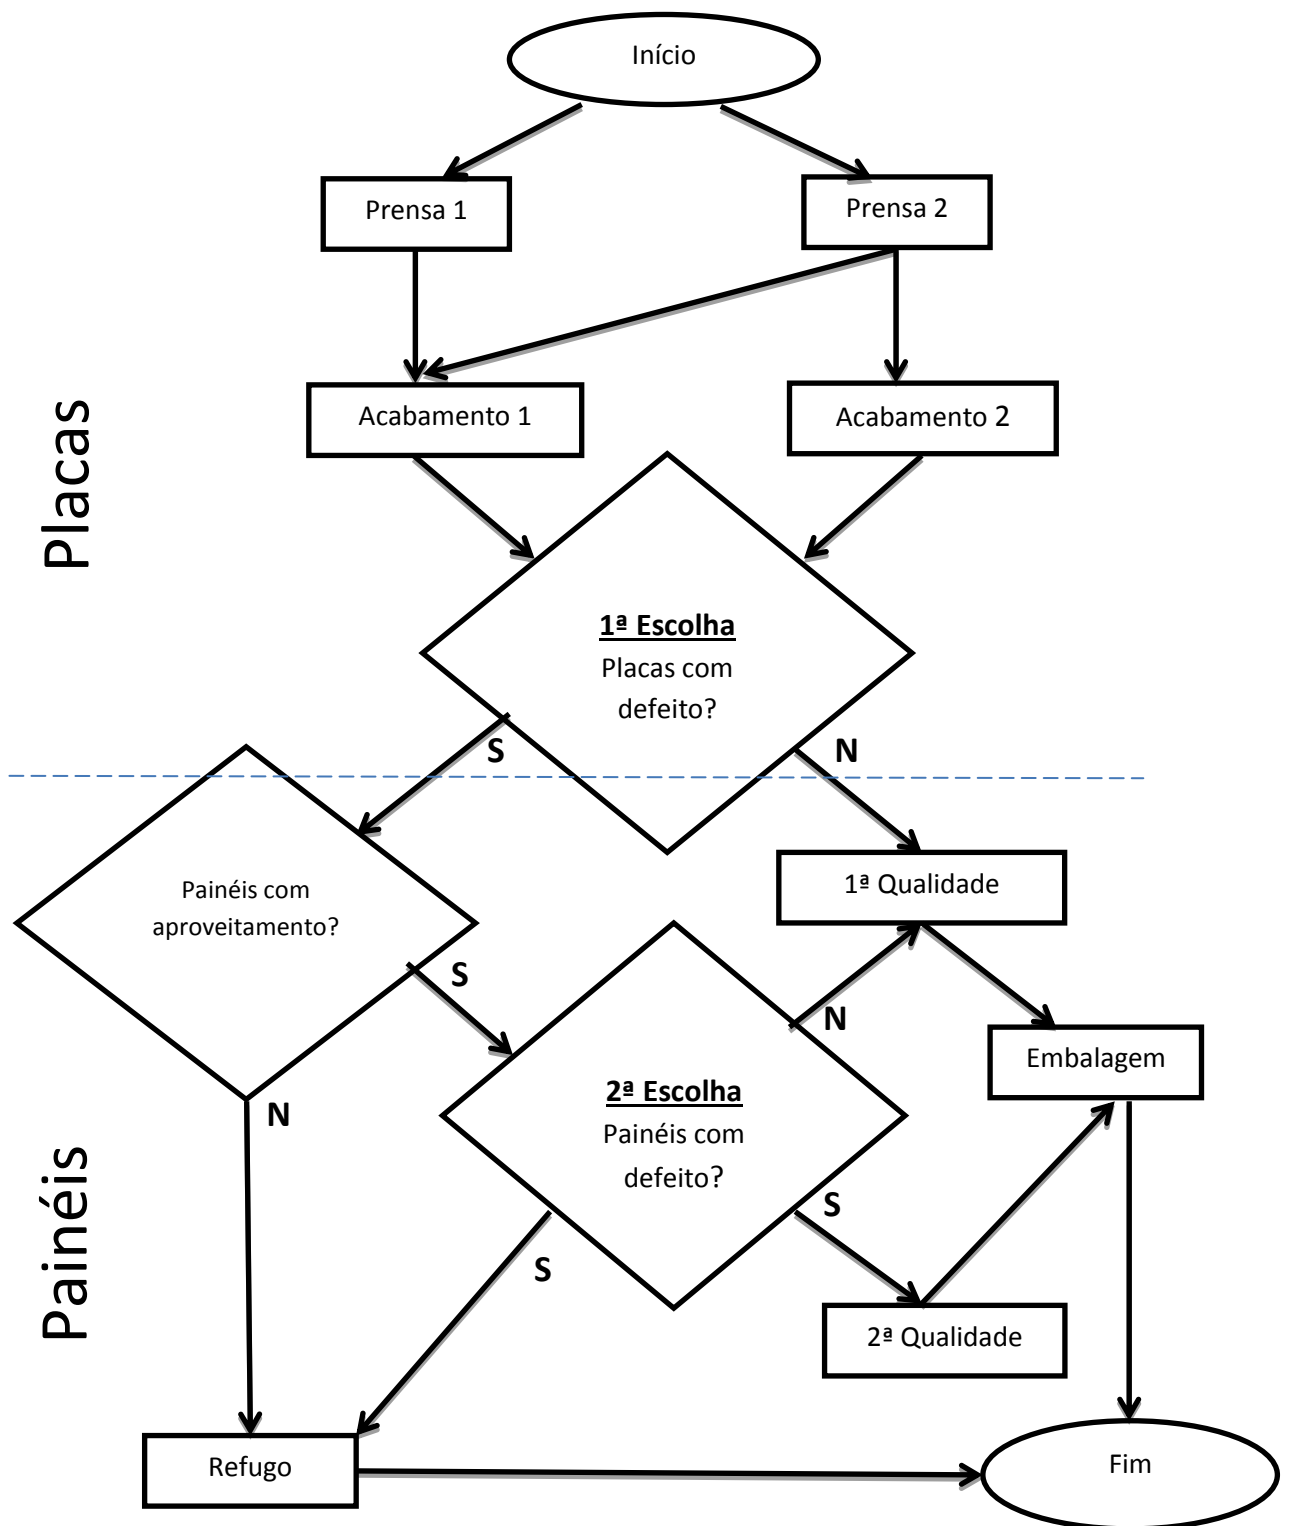 Início
Prensa 1
Prensa 2
Acabamento 1
Acabamento 2
Placas
1ª Escolha
Placas com
defeito?
S
N
Painéis com
aproveitamento?
1ª Qualidade
S
N
Embalagem
2ª Escolha
Painéis com
defeito?
N
Painéis
S
S
2ª Qualidade
Refugo
Fim